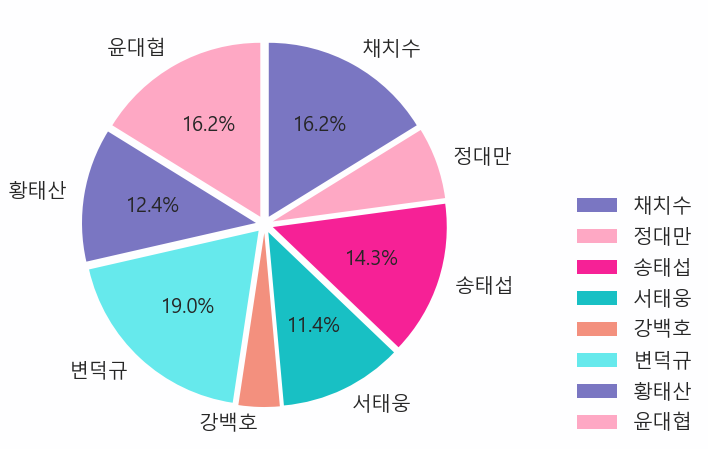 윤대협
채치수
16.2%
16.2%
정대만
황태산
12.4%
14.3%
송태섭
19.0%
11.4%
변덕규
강백호
서태웅
채치수
정대만
송태섭
서태웅
강백호
변덕규
황태산
윤대협